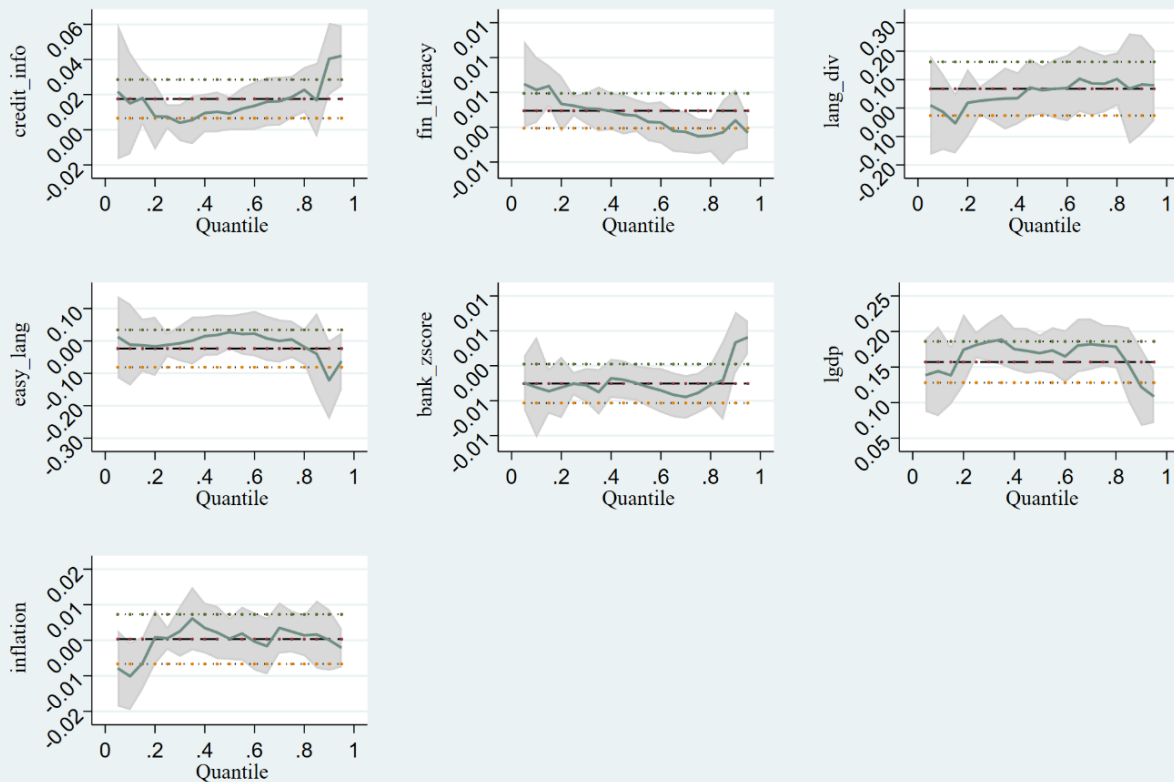 credit_info
0.06
0.04
0.02
0.00
-0.02
0 .2 .4 .6 .8 1
Quantile
fin_literacy
0.01
0.01
0.01
0.00
-0.01
0 .2 .4 .6 .8 1
Quantile
lang_div
0.30
0.20
0.10
0.00
-0.10
-0.20
0 .2 .4 .6 .8 1
Quantile
easy_lang
0.10
0.00
-0.10
-0.20
-0.30
0 .2 .4 .6 .8 1
Quantile
bank_zscore
0.01
0.01
0.00
-0.01
-0.01
0 .2 .4 .6 .8 1
Quantile
lgdp
0.25
0.20
0.15
0.10
0.05
0 .2 .4 .6 .8 1
Quantile
inflation
0.02
0.01
0.00
-0.01
-0.02
0 .2 .4 .6 .8 1
Quantile